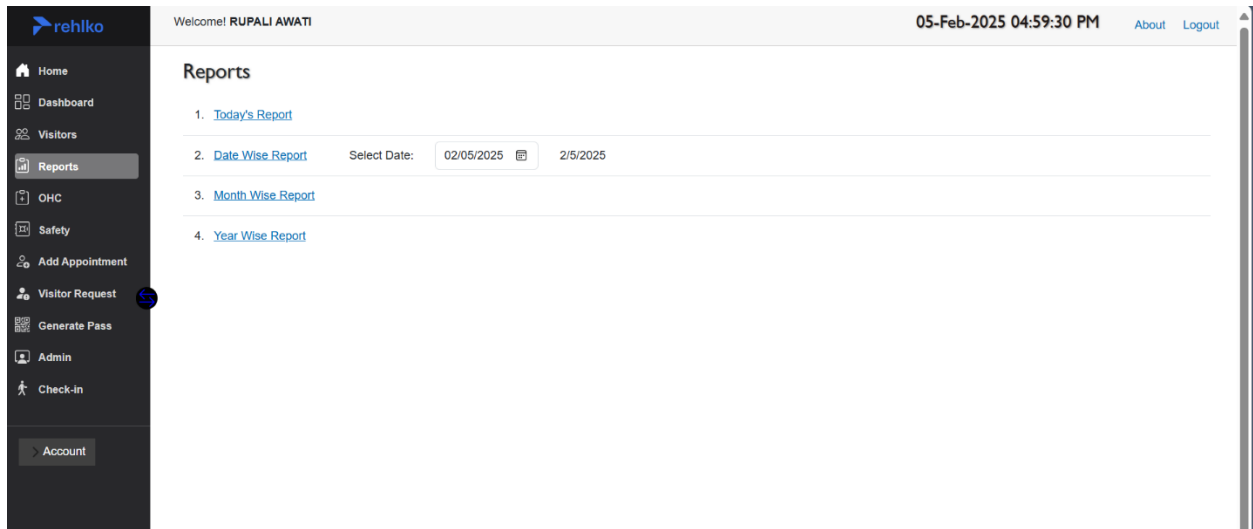 rehlko
Welcome! RUPALI AWATI
05-Feb-2025 04:59:30 PM
About
Logout
Home
Dashboard
Visitors
Reports
OHC
Safety
Add Appointment
Visitor Request
Generate Pass
Admin
Check-in
Account
Reports
1. Today's Report
2. Date Wise Report Select Date: 02/05/2025 2/5/2025
3. Month Wise Report
4. Year Wise Report